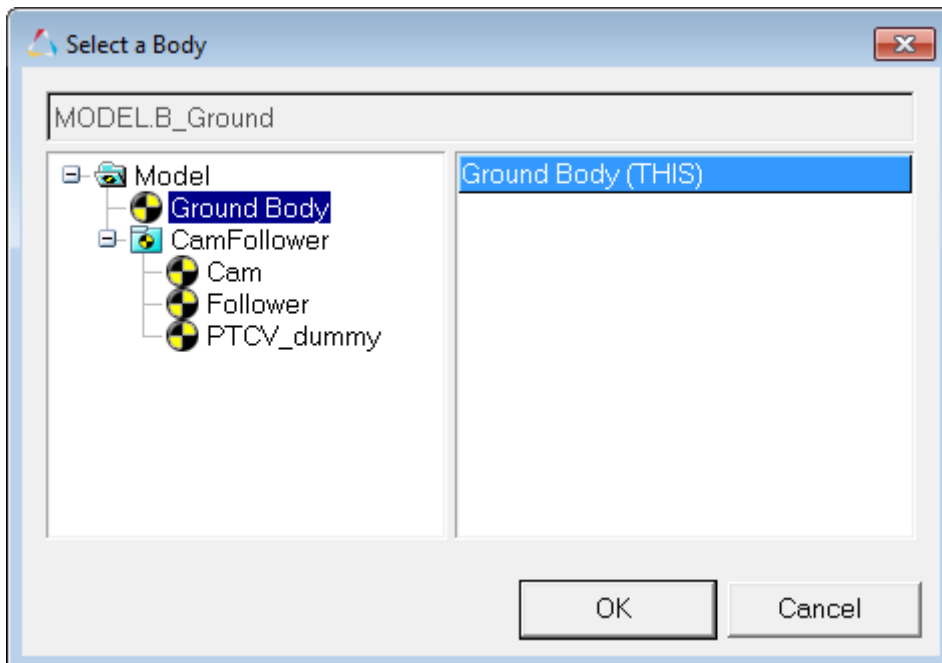 Select a Body
MODEL.B_Ground
Model
Ground Body
CamFollower
Cam
Follower
PTCV_dummy
Ground Body (THIS)
OK
Cancel